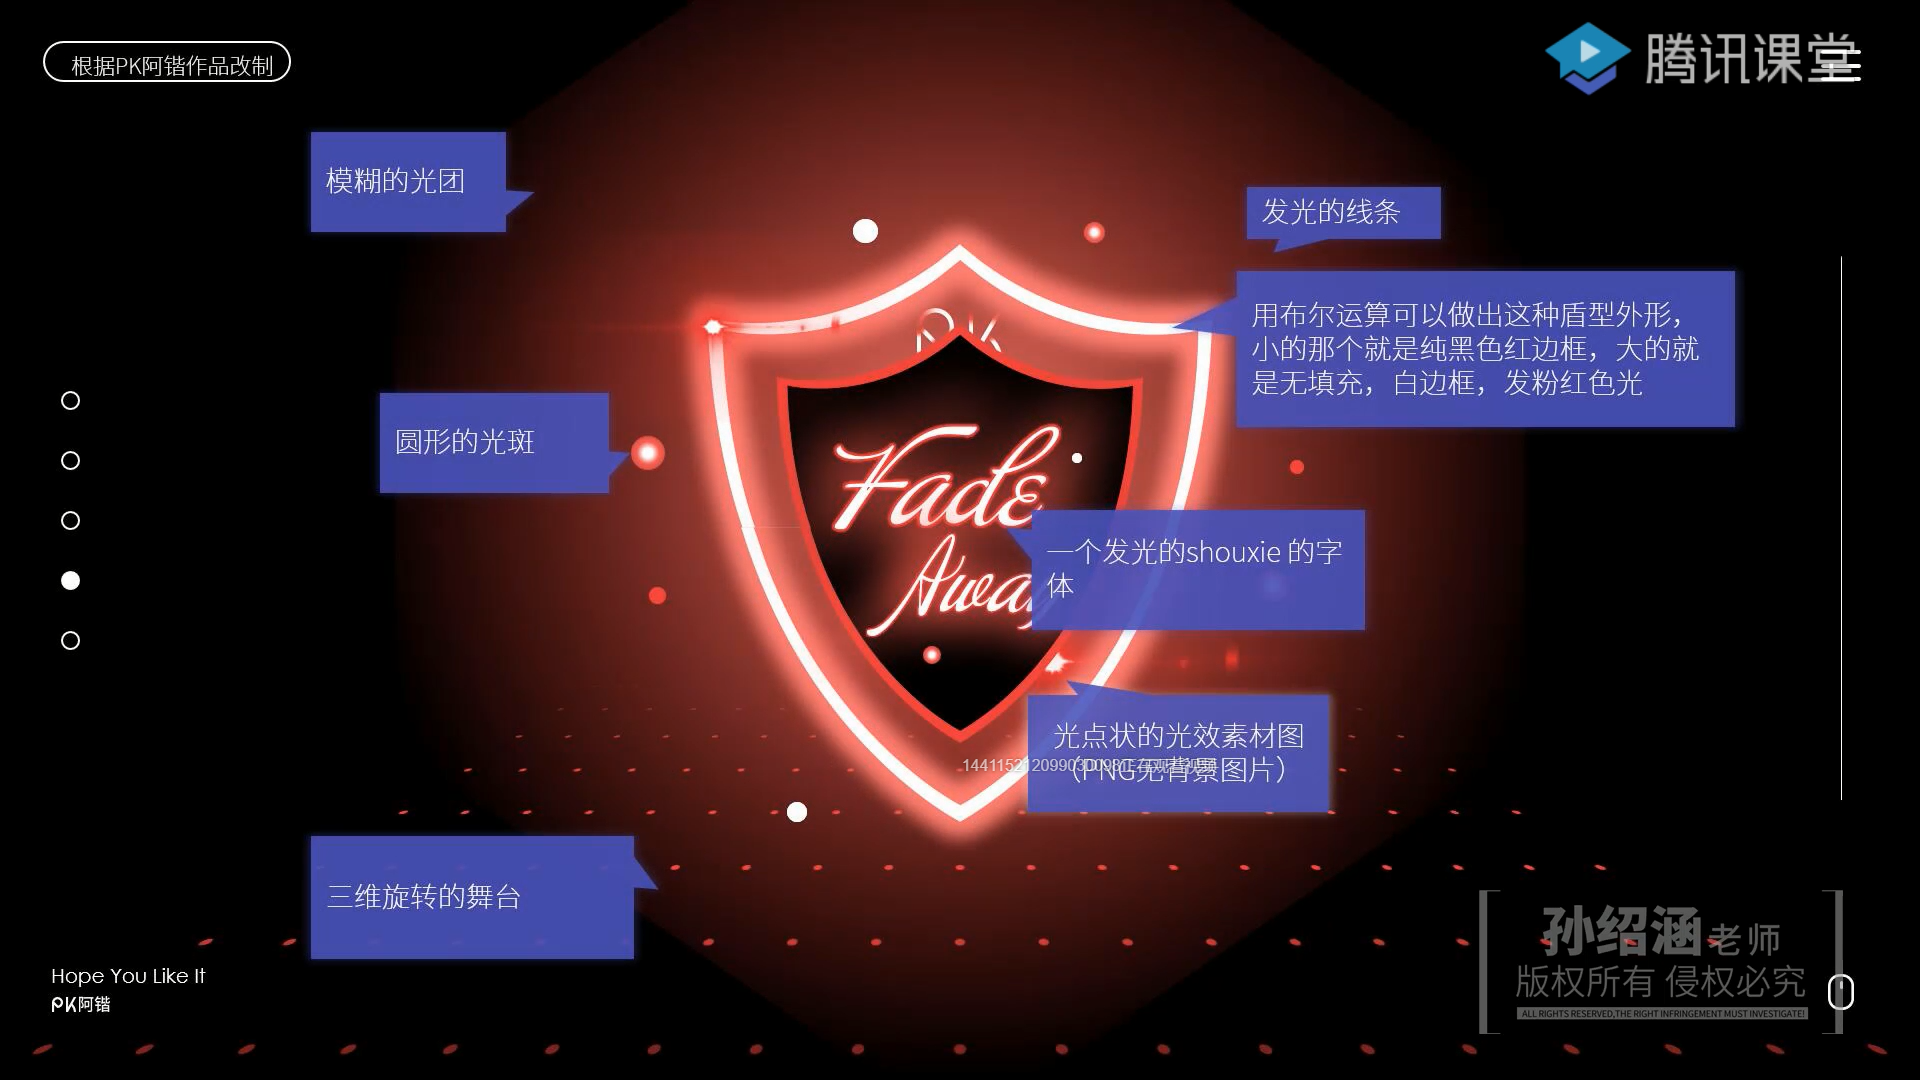 根据PK阿锴作品改制
腾讯课堂
模糊的光团
发光的线条
用布尔运算可以做出这种盾型外形，
小的那个就是纯黑色红边框，大的就
是无填充，白边框，发粉红色光
PK
圆形的光斑
Fade
Away
一个发光的shouxie 的字
体
光点状的光效素材图
（PNG无背景图片）
三维旋转的舞台
孙绍涵老师
版权所有 侵权必究
ALL RIGHTS RESERVED,THE RIGHT INFRINGEMENT MUST INVESTIGATE!
Hope You Like It
PK阿锴